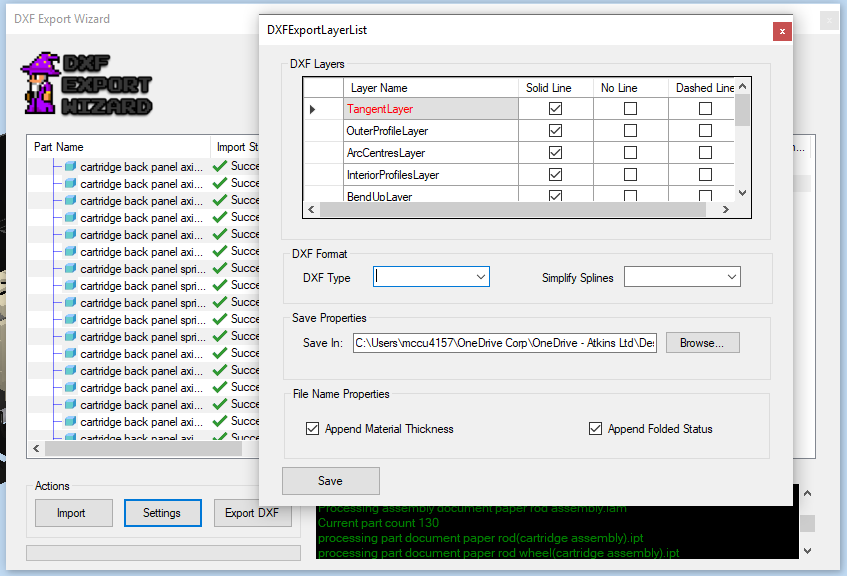 DXF Export Wizard
DXF
EXPORT
WIZARD
Part Name
Import St
cartridge back panel axi... Succe
cartridge back panel axi... Succe
cartridge back panel axi... Succe
cartridge back panel axi... Succe
cartridge back panel axi... Succe
cartridge back panel axi... Succe
cartridge back panel spri... Succe
cartridge back panel spri... Succe
cartridge back panel spri... Succe
cartridge back panel spri... Succe
cartridge back panel axi... Succe
cartridge back panel axi... Succe
cartridge back panel axi... Succe
cartridge back panel axi... Succe
cartridge back panel axi... Succe
cartridge back panel axi... Succe
cartridge back panel axi... Succe
Actions
Import
Settings
Export DXF
DXFExportLayerList
x
DXF Layers
Layer Name Solid Line No Line Dashed Line
TangentLayer
OuterProfileLayer
ArcCentresLayer
InteriorProfilesLayer
BendUpLayer
DXF Format
DXF Type
Simplify Splines
Save Properties
Save In: C:\Users\mccu4157\OneDrive Corp\OneDrive - Atkins Ltd\De
Browse...
File Name Properties
Append Material Thickness
Append Folded Status
Save
Processing assembly document paper rod assembly.iam
Current part count 130
processing part document paper rod(cartridge assembly).ipt
processing part document paper rod wheel(cartridge assembly).ipt